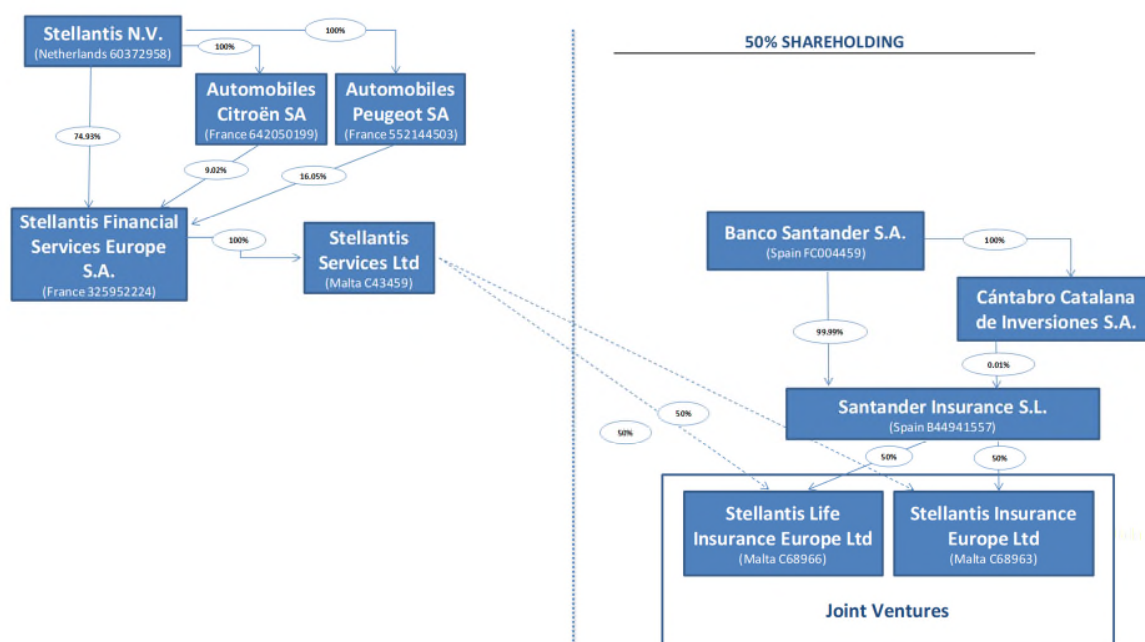 Stellantis N.V.
(Netherlands 60372958)
100%
100%
50% SHAREHOLDING
Automobiles
Citroën SA
(France 642050199)
Automobiles
Peugeot SA
(France 552144503)
74.93%
9.02%
16.05%
Stellantis Financial
Services Europe
S.A.
(France 325952224)
100%
Stellantis
Services Ltd
(Malta C43459)
Banco Santander S.A.
(Spain FC004459)
100%
Cántabro Catalana
de Inversiones S.A.
99.99%
0.01%
Santander Insurance S.L.
(Spain B44941557)
50%
50%
50%
50%
Stellantis Life
Insurance Europe Ltd
(Malta C68966)
Stellantis Insurance
Europe Ltd
(Malta C68963)
Joint Ventures